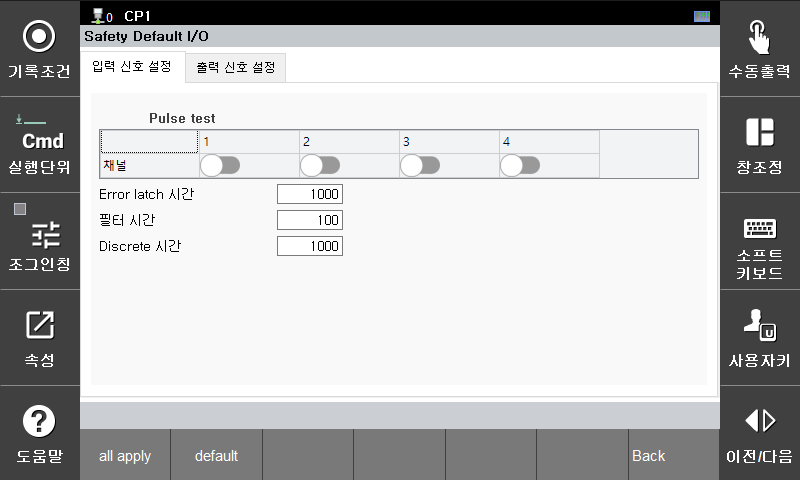 0 CP1
Safety Default I/O
기록조건
Cmd
실행단위
조그인칭
속성
도움말
입력 신호 설정
출력 신호 설정
Pulse test
1 2 3 4
채널
Error latch 시간 1000
필터 시간 100
Discrete 시간 1000
all apply default Back
수동출력
창조정
소프트
키보드
U
사용자키
이전/다음